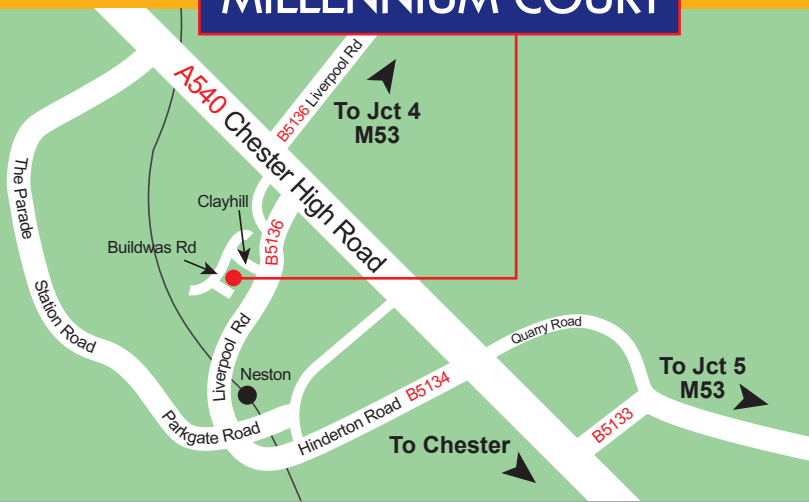 MILLENNIUM COURT
B5136 Liverpool Rd
To Jct 4
M53
A540 Chester High Road
The Parade
Clayhill
B5136
Buildwas Rd
Station Road
Liverpool Rd
Quarry Road
Neston
To Jct 5
M53
Parkgate Road
Hinderton Road B5134
B5133
To Chester